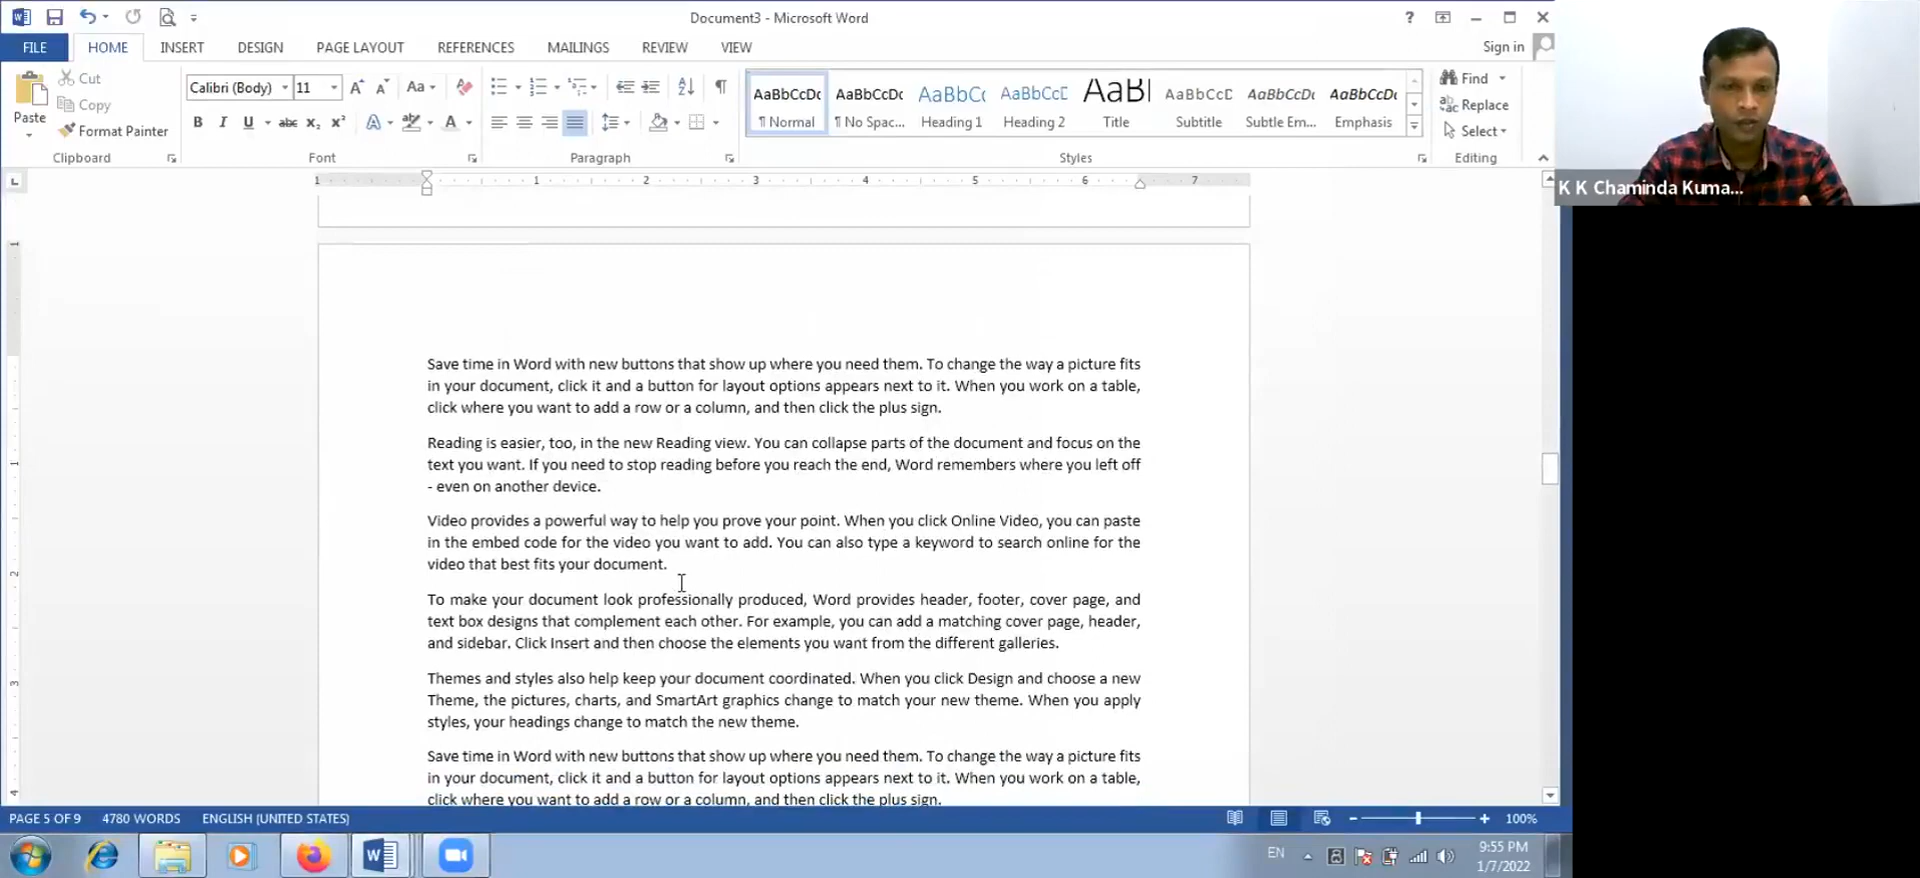 Document3 - Microsoft Word
FILE HOME INSERT DESIGN PAGE LAYOUT REFERENCES MAILINGS REVIEW VIEW Sign in
Paste
Cut
Copy
Format Painter
Clipboard
Calibri (Body) 11
Font
Paragraph
AaBbCcDc AaBbCcDc AaBbCc AaBbCcD AaBl AaBbCcD AaBbCcDc AaBbCcDc
¶ Normal ¶ No Spac... Heading 1 Heading 2 Title Subtitle Subtle Em... Emphasis
Styles
Find
Replace
Select
Editing
K K Chaminda Kuma...
1 1 2 3 4 5 6 7
Save time in Word with new buttons that show up where you need them. To change the way a picture fits
in your document, click it and a button for layout options appears next to it. When you work on a table,
click where you want to add a row or a column, and then click the plus sign.
Reading is easier, too, in the new Reading view. You can collapse parts of the document and focus on the
text you want. If you need to stop reading before you reach the end, Word remembers where you left off
- even on another device.
Video provides a powerful way to help you prove your point. When you click Online Video, you can paste
in the embed code for the video you want to add. You can also type a keyword to search online for the
video that best fits your document.
To make your document look professionally produced, Word provides header, footer, cover page, and
text box designs that complement each other. For example, you can add a matching cover page, header,
and sidebar. Click Insert and then choose the elements you want from the different galleries.
Themes and styles also help keep your document coordinated. When you click Design and choose a new
Theme, the pictures, charts, and SmartArt graphics change to match your new theme. When you apply
styles, your headings change to match the new theme.
Save time in Word with new buttons that show up where you need them. To change the way a picture fits
in your document, click it and a button for layout options appears next to it. When you work on a table,
click where you want to add a row or a column, and then click the plus sign.
PAGE 5 OF 9 4780 WORDS ENGLISH (UNITED STATES) 100%
EN
9:55 PM
1/7/2022